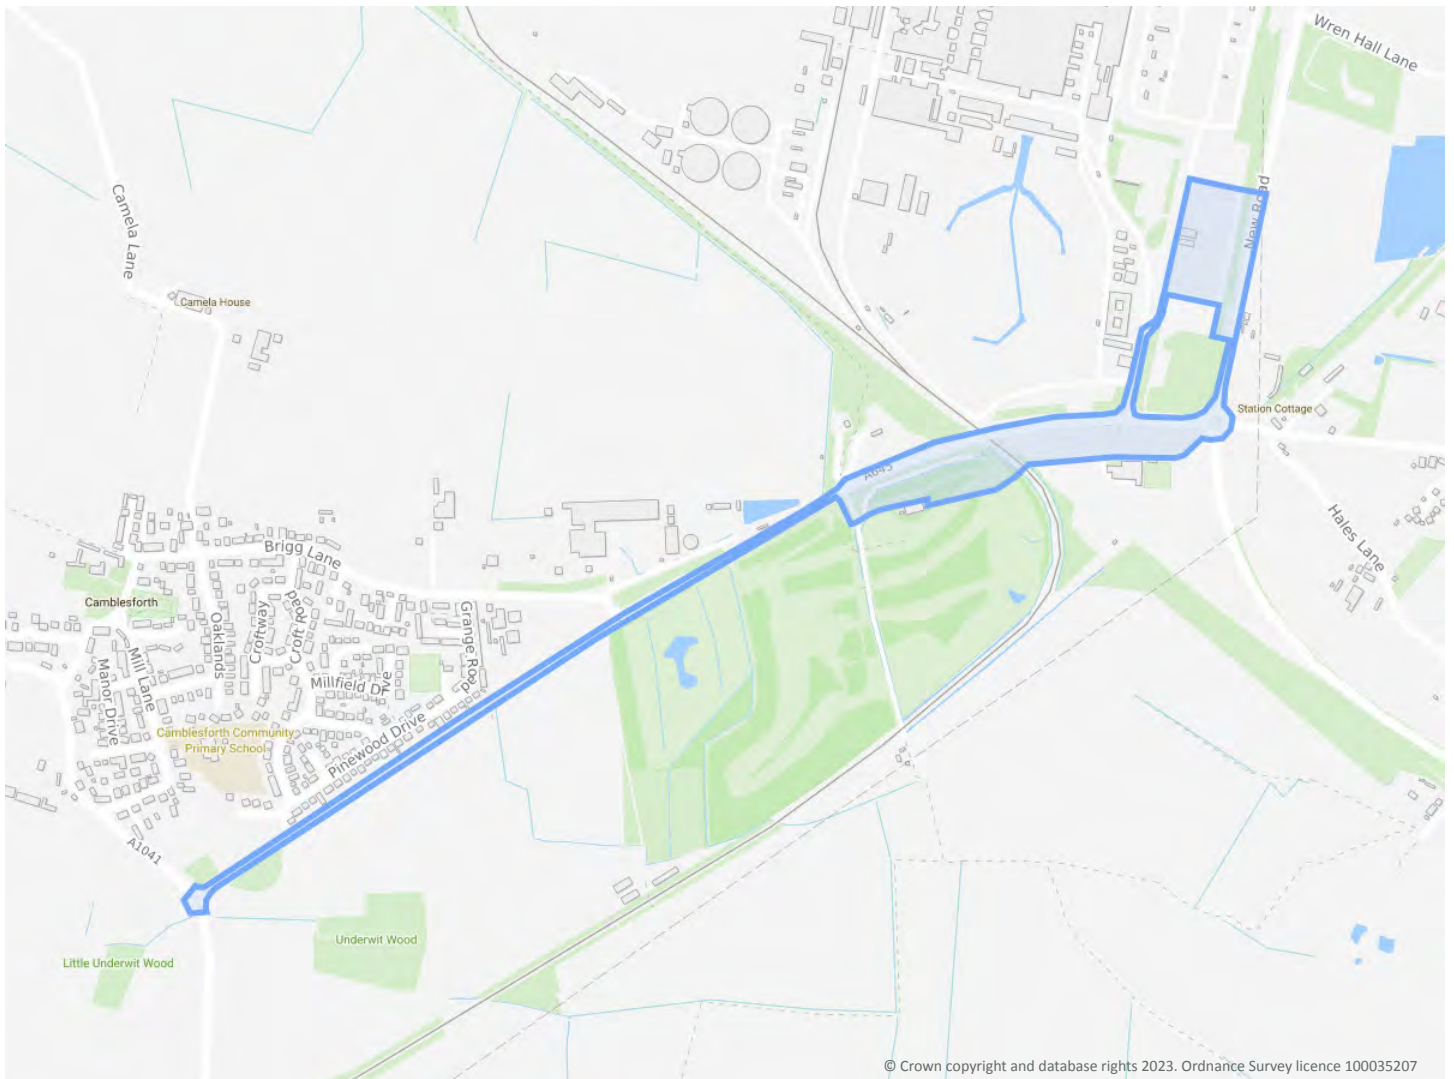 Wren Hall Lane
New Road
Camela Lane
Camela House
Station Cottage
A645
Hales Lane
Brigg Lane
Camblesforth
Oaklands
Croftway
Croft Road
Grange Road
Mill Lane
Manor Drive
Millfield Drive
Camblesforth Community
Primary School
Pinewood Drive
A1041
Underwit Wood
Little Underwit Wood
© Crown copyright and database rights 2023. Ordnance Survey licence 100035207